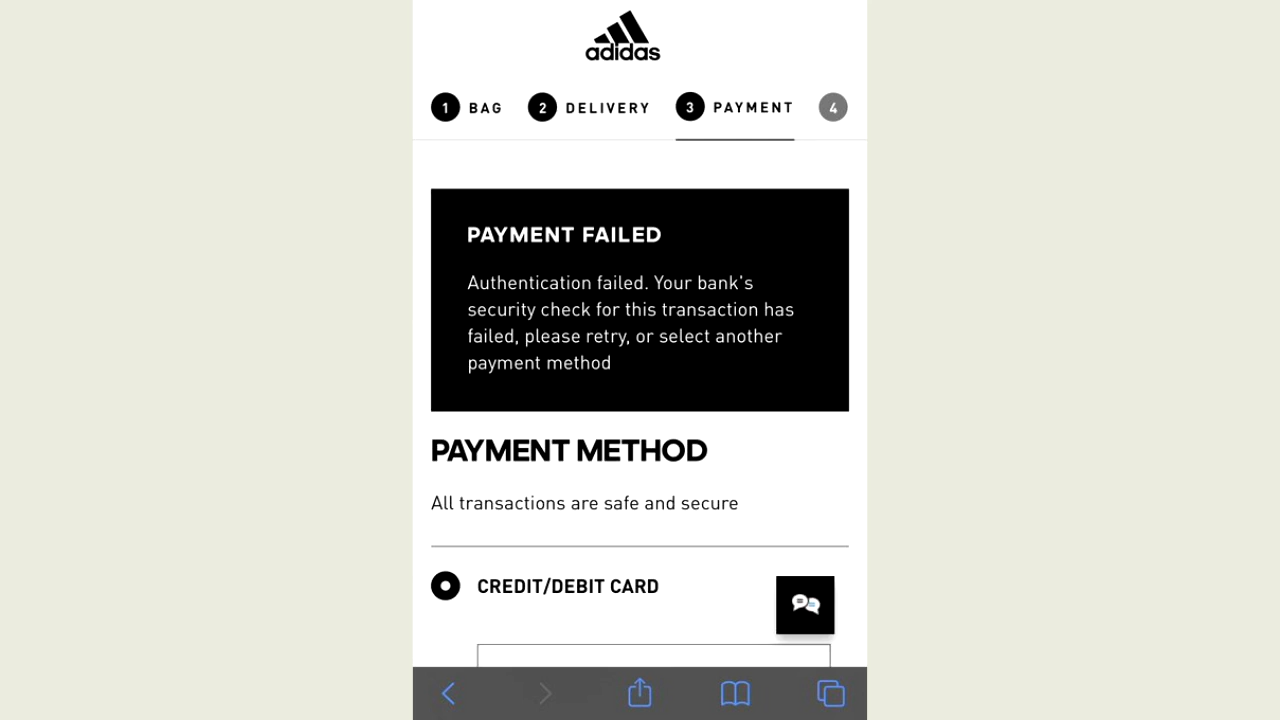 adidas
1 BAG 2 DELIVERY 3 PAYMENT 4
PAYMENT FAILED
Authentication failed. Your bank's
security check for this transaction has
failed, please retry, or select another
payment method
PAYMENT METHOD
All transactions are safe and secure
CREDIT/DEBIT CARD